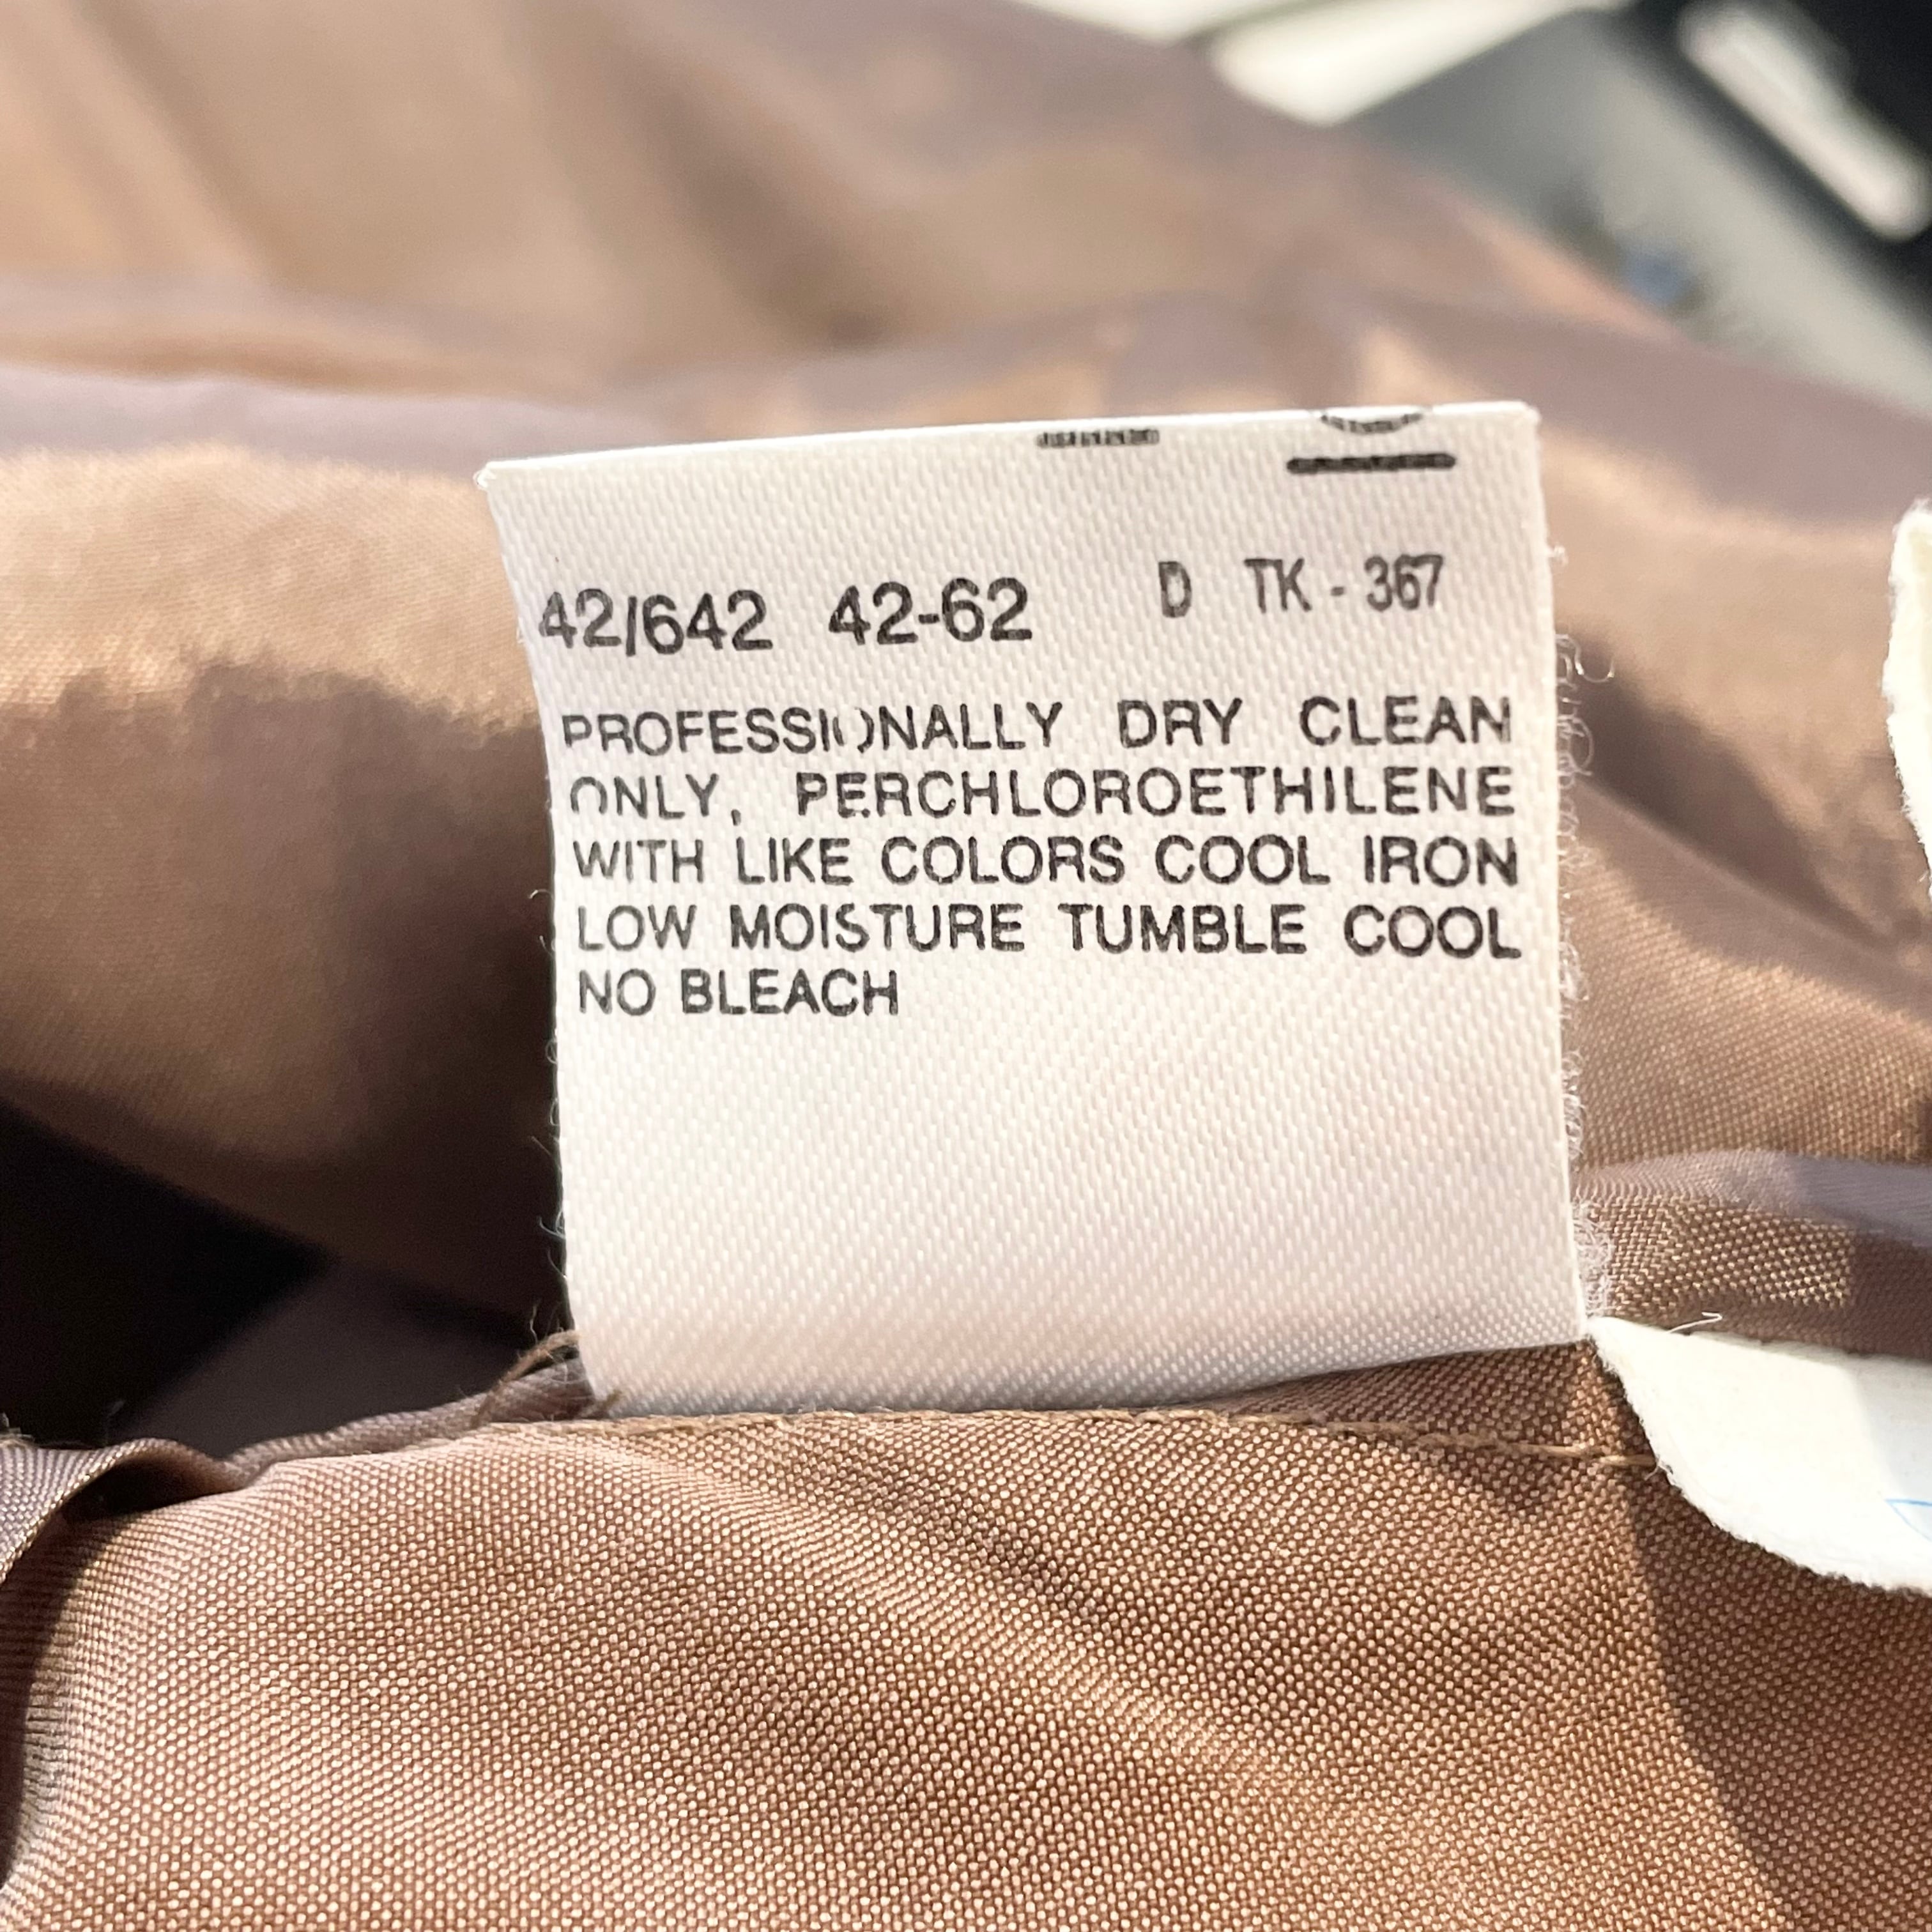 42/642 42-62 D TK - 367
PROFESSIONALLY DRY CLEAN
ONLY, PERCHLOROETHILENE
WITH LIKE COLORS COOL IRON
LOW MOISTURE TUMBLE COOL
NO BLEACH